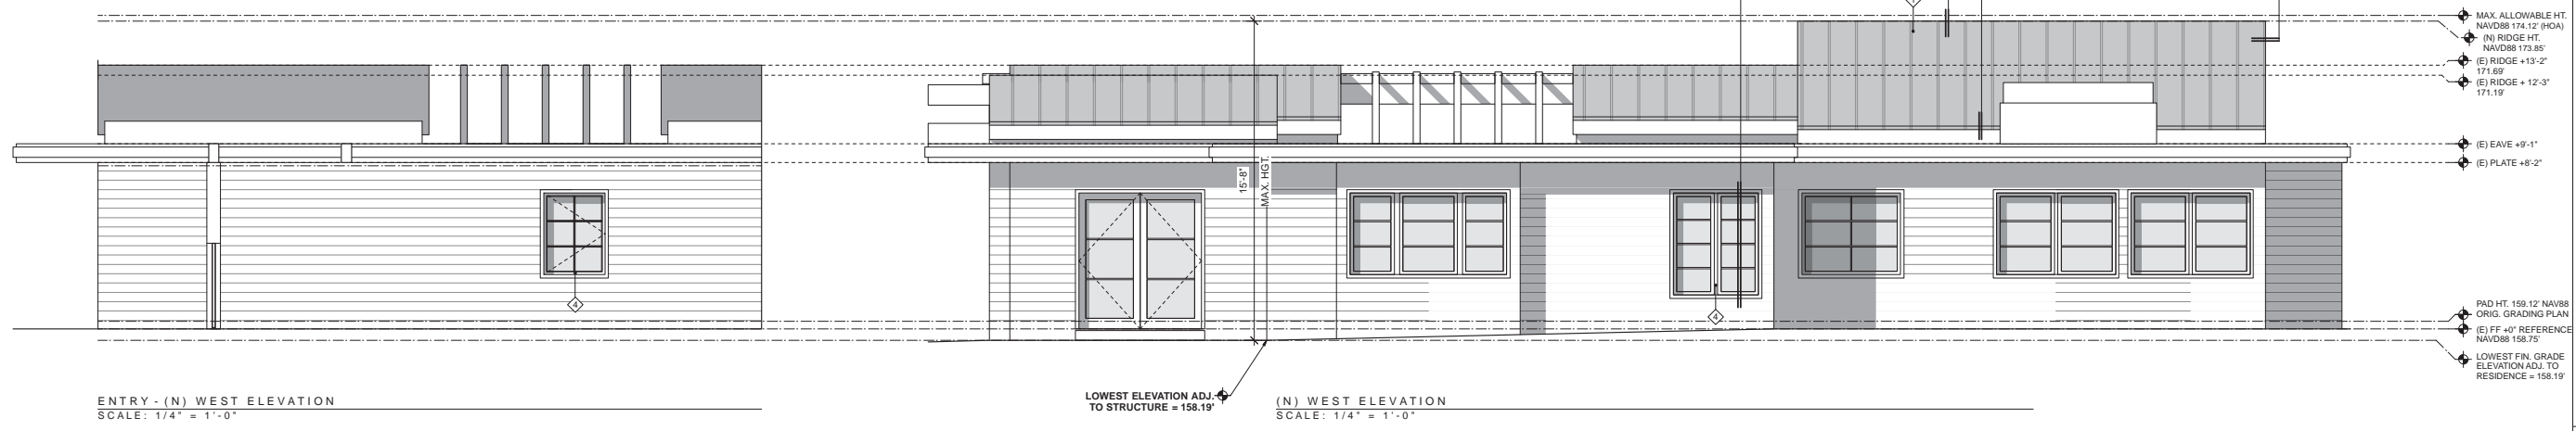 MAX. ALLOWABLE HT.
NAVD88 174.12' (HOA)
(N) RIDGE HT.
NAVD88 173.85'
(E) RIDGE +13'-2"
171.69'
(E) RIDGE + 12'-3"
171.19'
(E) EAVE +9'-1"
(E) PLATE +8'-2"
15'-8"
MAX. HGT.
4
4
PAD HT. 159.12' NAV88
ORIG. GRADING PLAN
(E) FF +0" REFERENCE
NAVD88 158.75'
LOWEST FIN. GRADE
ELEVATION ADJ. TO
RESIDENCE = 158.19'
LOWEST ELEVATION ADJ.
TO STRUCTURE = 158.19'
ENTRY - (N) WEST ELEVATION
SCALE: 1/4" = 1'-0"
(N) WEST ELEVATION
SCALE: 1/4" = 1'-0"